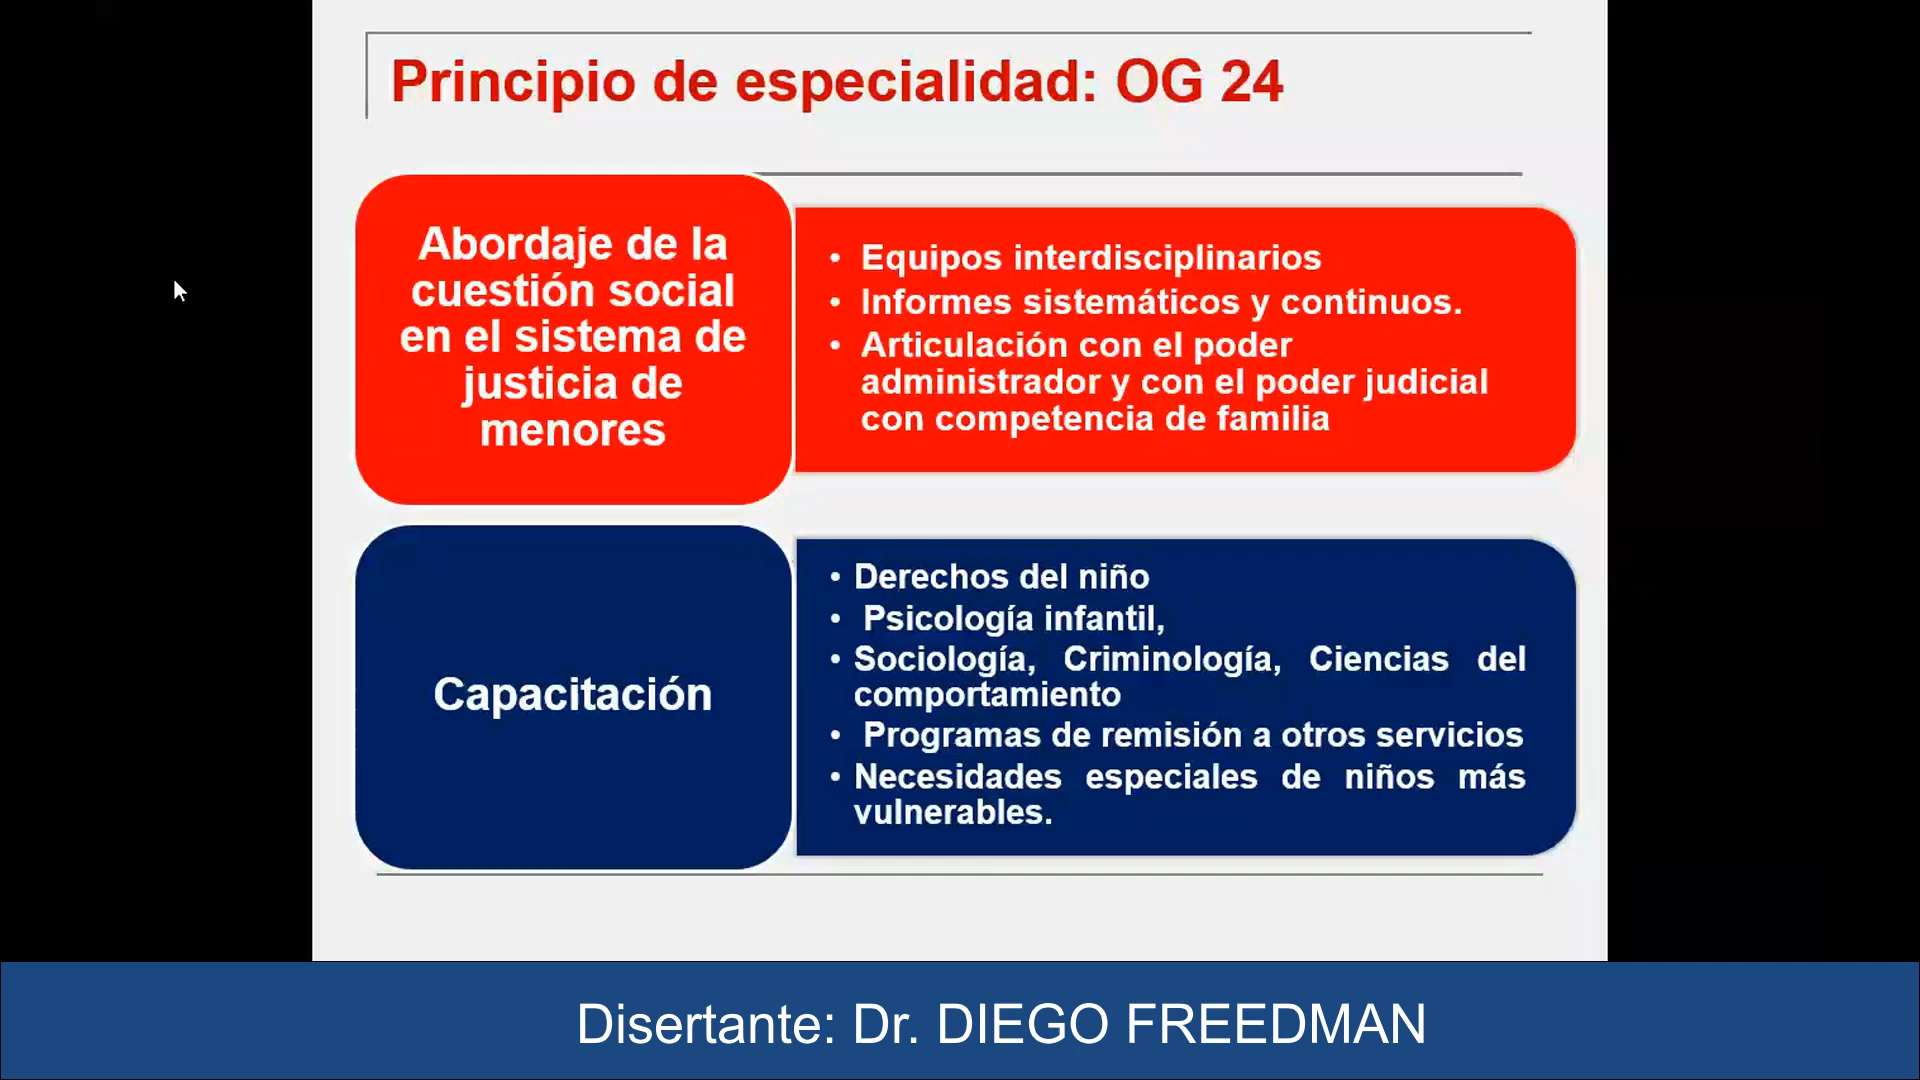 Principio de especialidad: OG 24
Abordaje de la
cuestión social
en el sistema de
justicia de
menores
• Equipos interdisciplinarios
• Informes sistemáticos y continuos.
• Articulación con el poder
administrador y con el poder judicial
con competencia de familia
Capacitación
• Derechos del niño
• Psicología infantil,
• Sociología, Criminología, Ciencias del
comportamiento
• Programas de remisión a otros servicios
• Necesidades especiales de niños más
vulnerables.
Disertante: Dr. DIEGO FREEDMAN